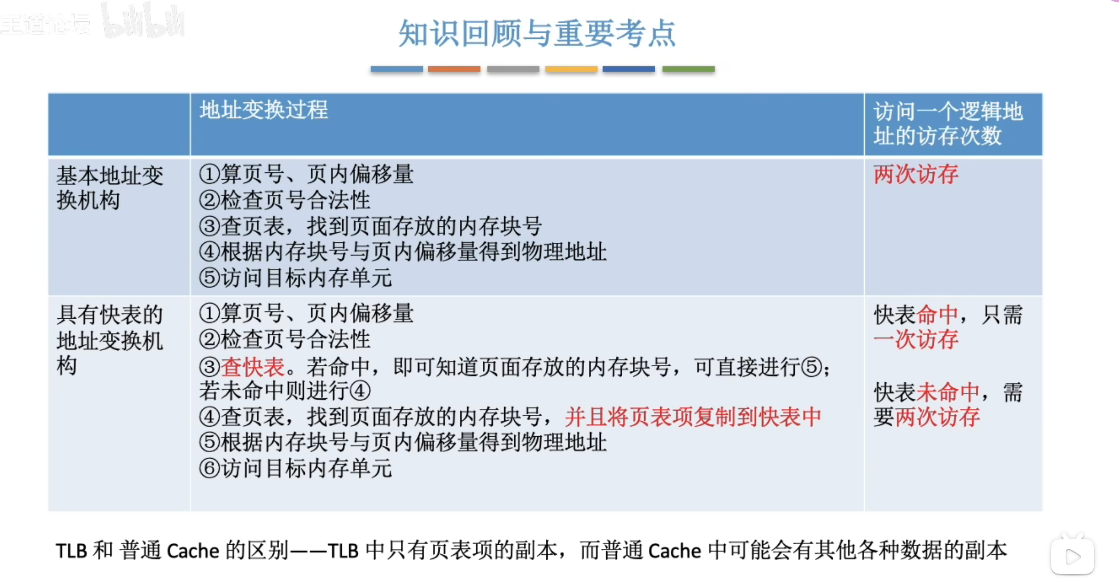 王道论坛 bilibili
知识回顾与重要考点
地址变换过程
访问一个逻辑地
址的访存次数
基本地址变
换机构
①算页号、页内偏移量
②检查页号合法性
③查页表，找到页面存放的内存块号
④根据内存块号与页内偏移量得到物理地址
⑤访问目标内存单元
两次访存
具有快表的
地址变换机
构
①算页号、页内偏移量
②检查页号合法性
③查快表。若命中，即可知道页面存放的内存块号，可直接进行⑤；
若未命中则进行④
④查页表，找到页面存放的内存块号，并且将页表项复制到快表中
⑤根据内存块号与页内偏移量得到物理地址
⑥访问目标内存单元
快表命中，只需
一次访存
快表未命中，需
要两次访存
TLB 和 普通 Cache 的区别——TLB 中只有页表项的副本，而普通 Cache 中可能会有其他各种数据的副本